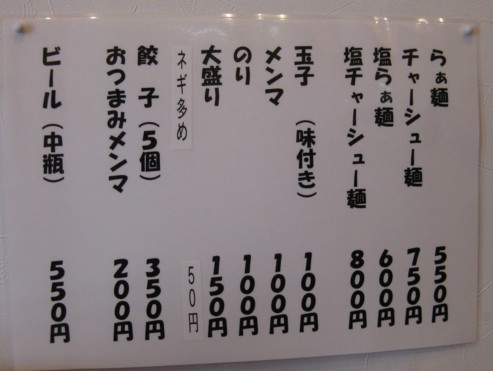 らぁ麺 550円
チャーシュー麺 750円
塩らぁ麺 600円
塩チャーシュー麺 800円
玉子(味付き) 100円
メンマ 100円
のり 100円
大盛り 150円
ネギ多め 50円
餃子(5個) 350円
おつまみメンマ 200円
ビール(中瓶) 550円